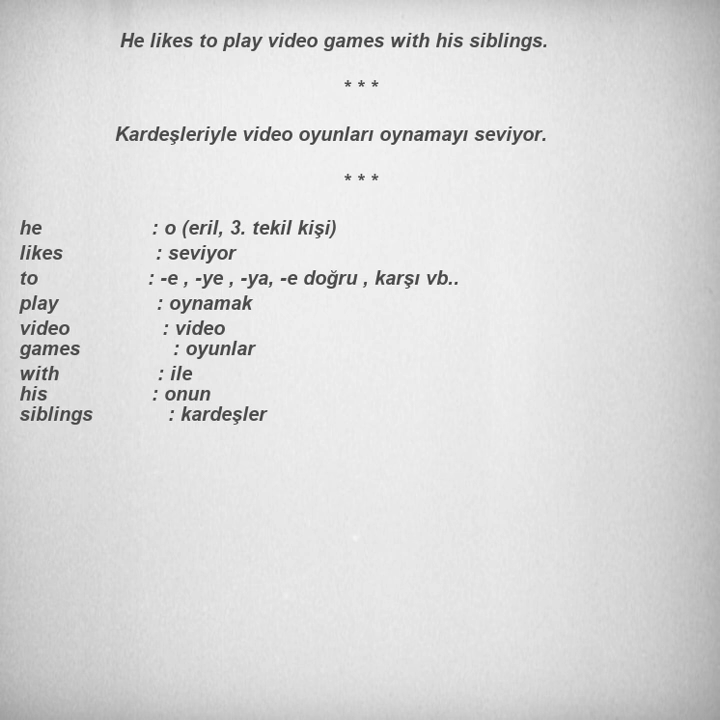 He likes to play video games with his siblings.
* * *
Kardeşleriyle video oyunları oynamayı seviyor.
* * *
he : o (eril, 3. tekil kişi)
likes : seviyor
to : -e , -ye , -ya, -e doğru , karşı vb..
play : oynamak
video : video
games : oyunlar
with : ile
his : onun
siblings : kardeşler